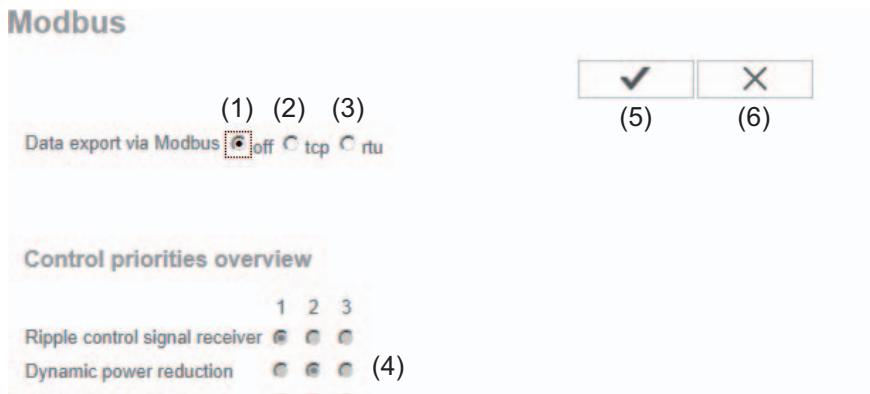 Modbus
(1) (2) (3)
(5) (6)
Data export via Modbus off tcp rtu
Control priorities overview
1 2 3
Ripple control signal receiver
Dynamic power reduction (4)